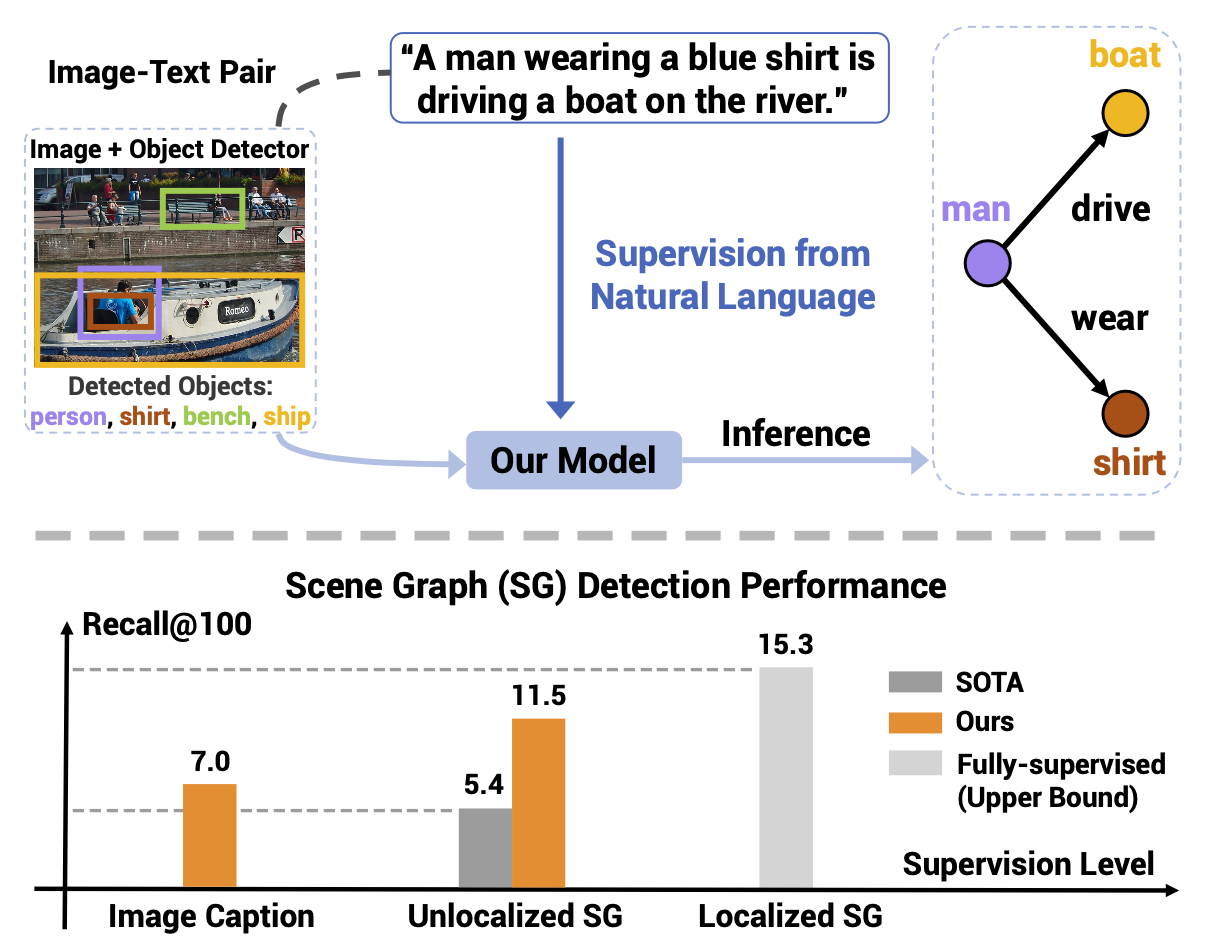 Image-Text Pair
“A man wearing a blue shirt is
driving a boat on the river.”
Image + Object Detector
R
Romeo
Detected Objects:
person, shirt, bench, ship
Supervision from
Natural Language
Our Model
Inference
boat
man
drive
wear
shirt
Scene Graph (SG) Detection Performance
Recall@100
7.0
5.4
11.5
15.3
SOTA
Ours
Fully-supervised
(Upper Bound)
Supervision Level
Image Caption
Unlocalized SG
Localized SG